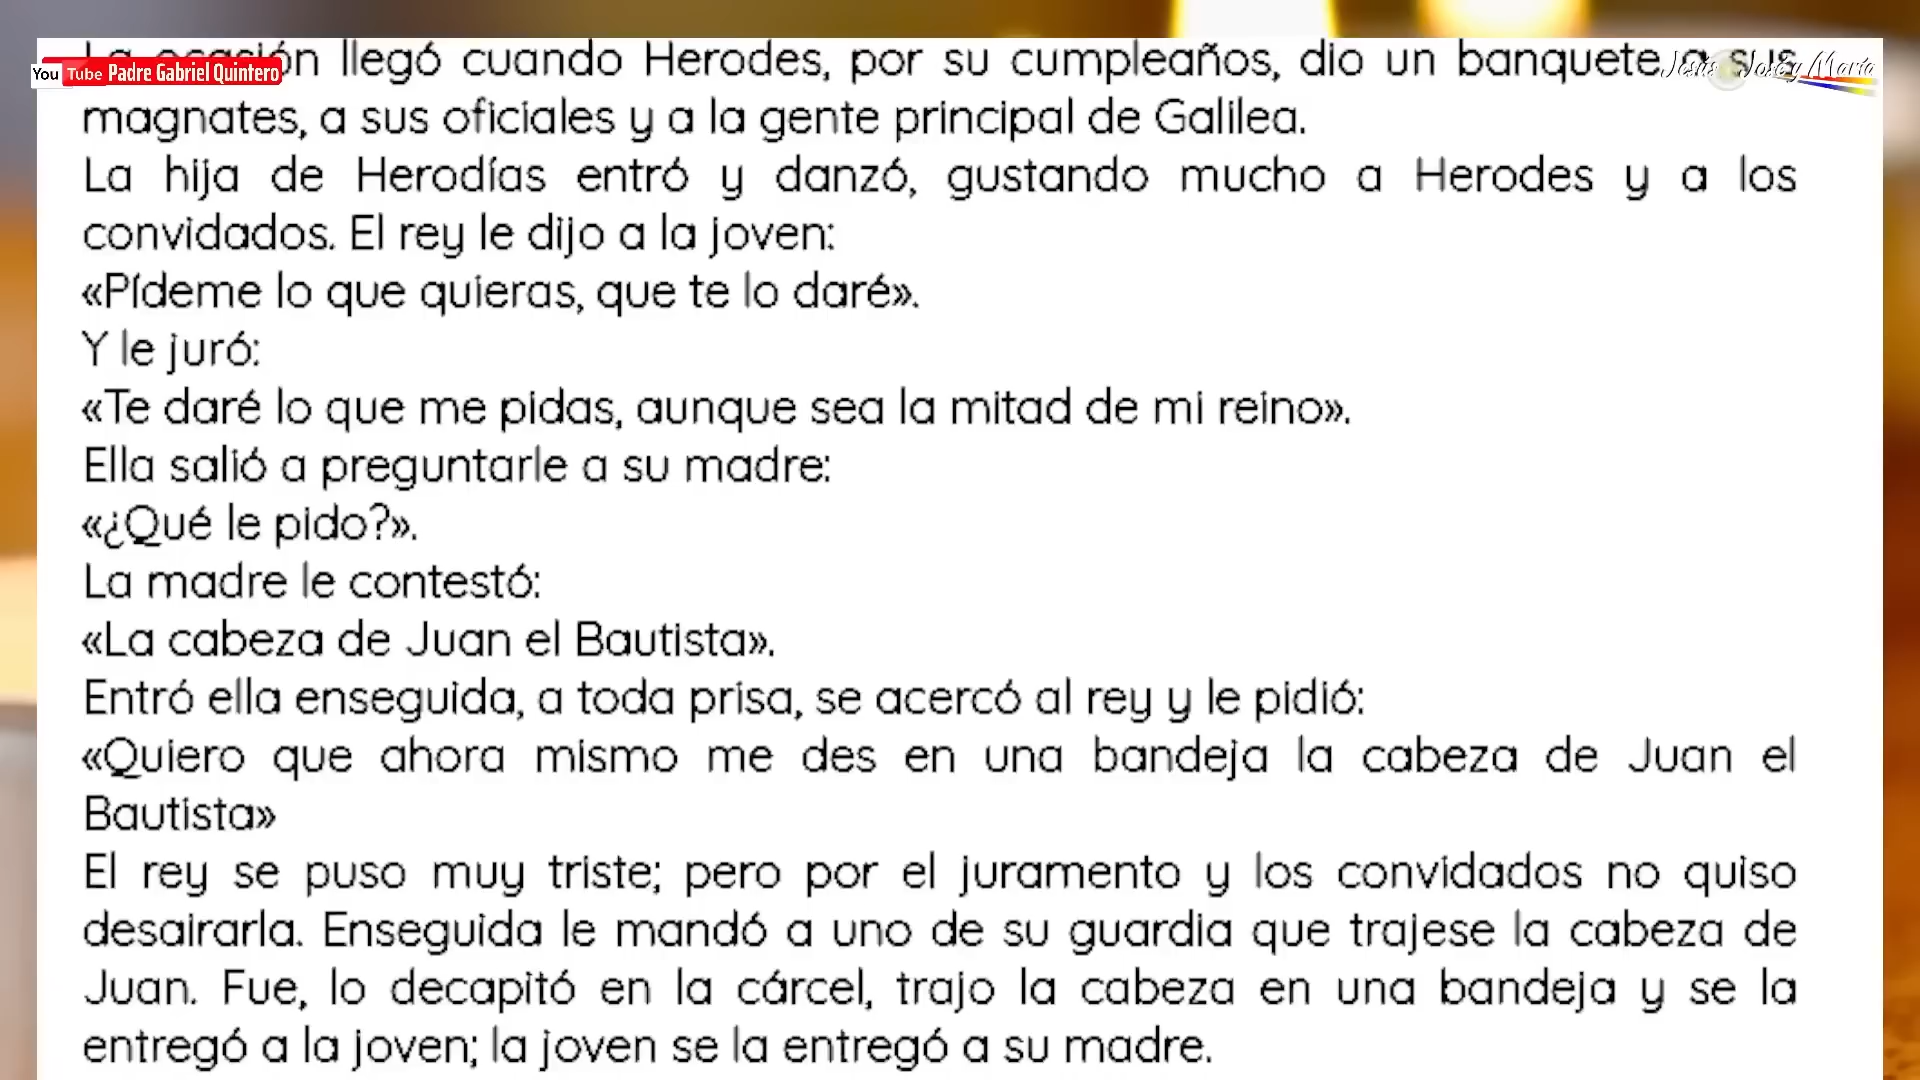 La ocasión llegó cuando Herodes, por su cumpleaños, dio un banquete a sus
You Tube Padre Gabriel Quintero
Jesús José y María
magnates, a sus oficiales y a la gente principal de Galilea.
La hija de Herodías entró y danzó, gustando mucho a Herodes y a los
convidados. El rey le dijo a la joven:
«Pídeme lo que quieras, que te lo daré».
Y le juró:
«Te daré lo que me pidas, aunque sea la mitad de mi reino».
Ella salió a preguntarle a su madre:
«¿Qué le pido?».
La madre le contestó:
«La cabeza de Juan el Bautista».
Entró ella enseguida, a toda prisa, se acercó al rey y le pidió:
«Quiero que ahora mismo me des en una bandeja la cabeza de Juan el
Bautista»
El rey se puso muy triste; pero por el juramento y los convidados no quiso
desairarla. Enseguida le mandó a uno de su guardia que trajese la cabeza de
Juan. Fue, lo decapitó en la cárcel, trajo la cabeza en una bandeja y se la
entregó a la joven; la joven se la entregó a su madre.